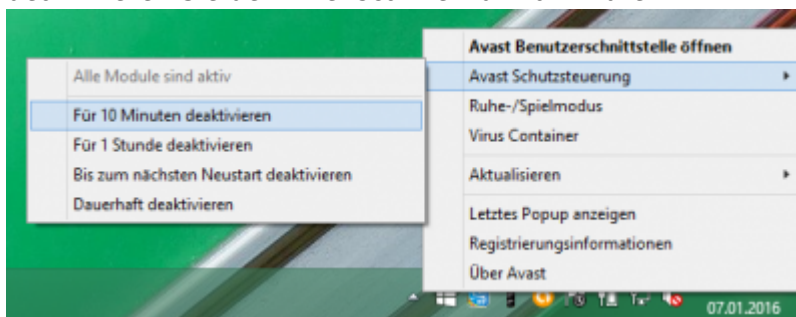 Avast Benutzerschnittstelle öffnen
Avast Schutzsteuerung
Ruhe-/Spielmodus
Virus Container
Aktualisieren
Letztes Popup anzeigen
Registrierungsinformationen
Über Avast
Alle Module sind aktiv
Für 10 Minuten deaktivieren
Für 1 Stunde deaktivieren
Bis zum nächsten Neustart deaktivieren
Dauerhaft deaktivieren
07.01.2016